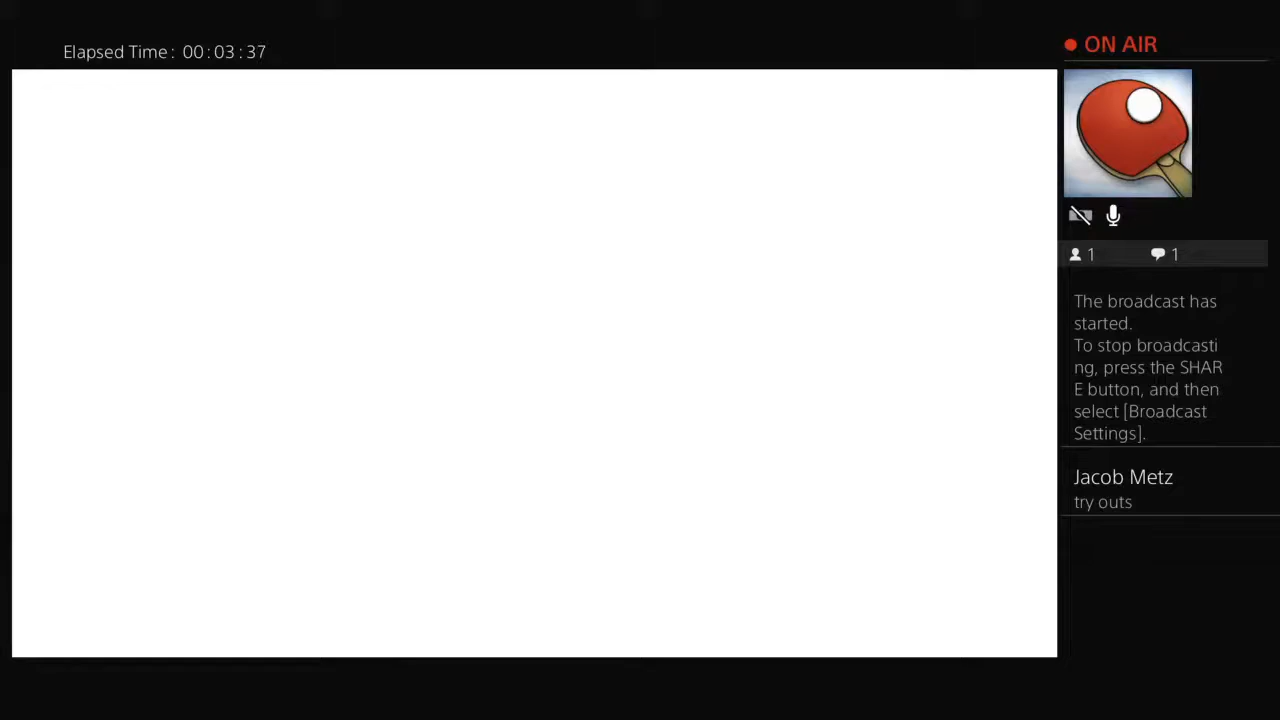 Elapsed Time: 00:03:37
ON AIR
1 1
The broadcast has
started.
To stop broadcasti
ng, press the SHAR
E button, and then
select [Broadcast
Settings].
Jacob Metz
try outs